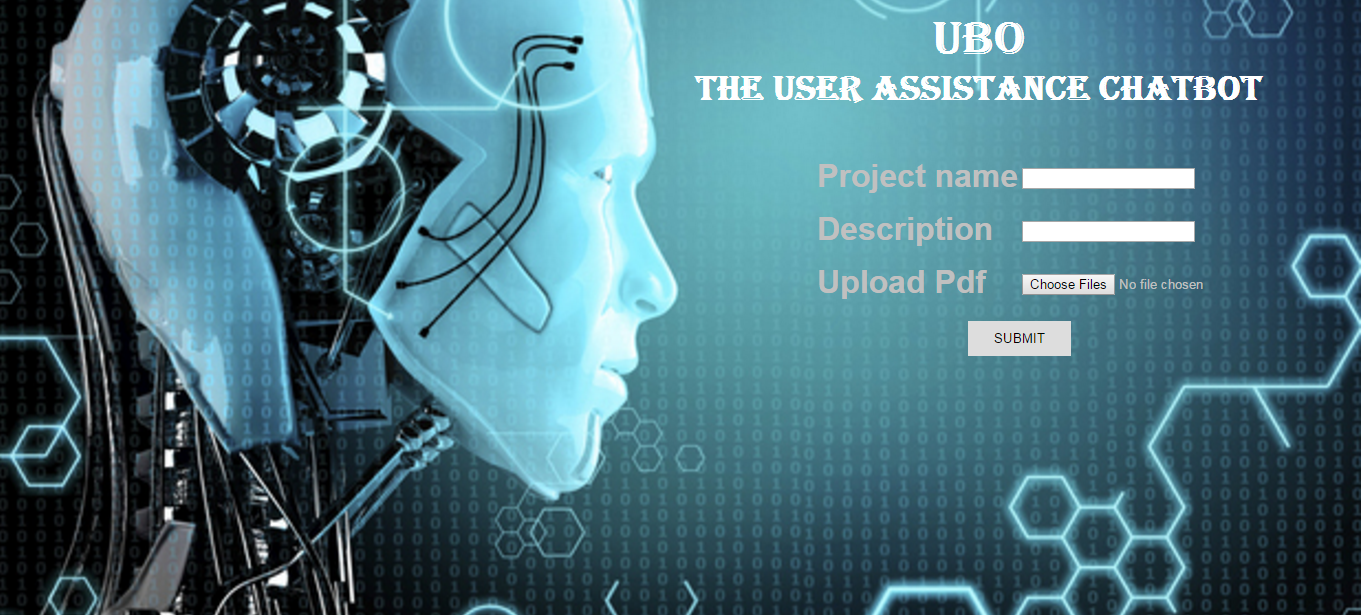 UBO
THE USER ASSISTANCE CHATBOT
Project name
Description
Upload Pdf Choose Files No file chosen
SUBMIT